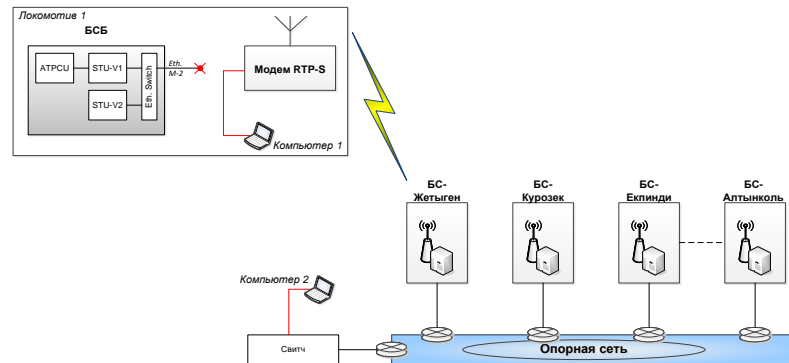 Локомотив 1
БСБ
ATPCU
STU-V1
STU-V2
Eth. Switch
Eth.
M-2
Модем RTP-S
Компьютер 1
БС-
Жетыген
БС-
Курозек
БС-
Екпинди
БС-
Алтынколь
Компьютер 2
Свитч
Опорная сеть